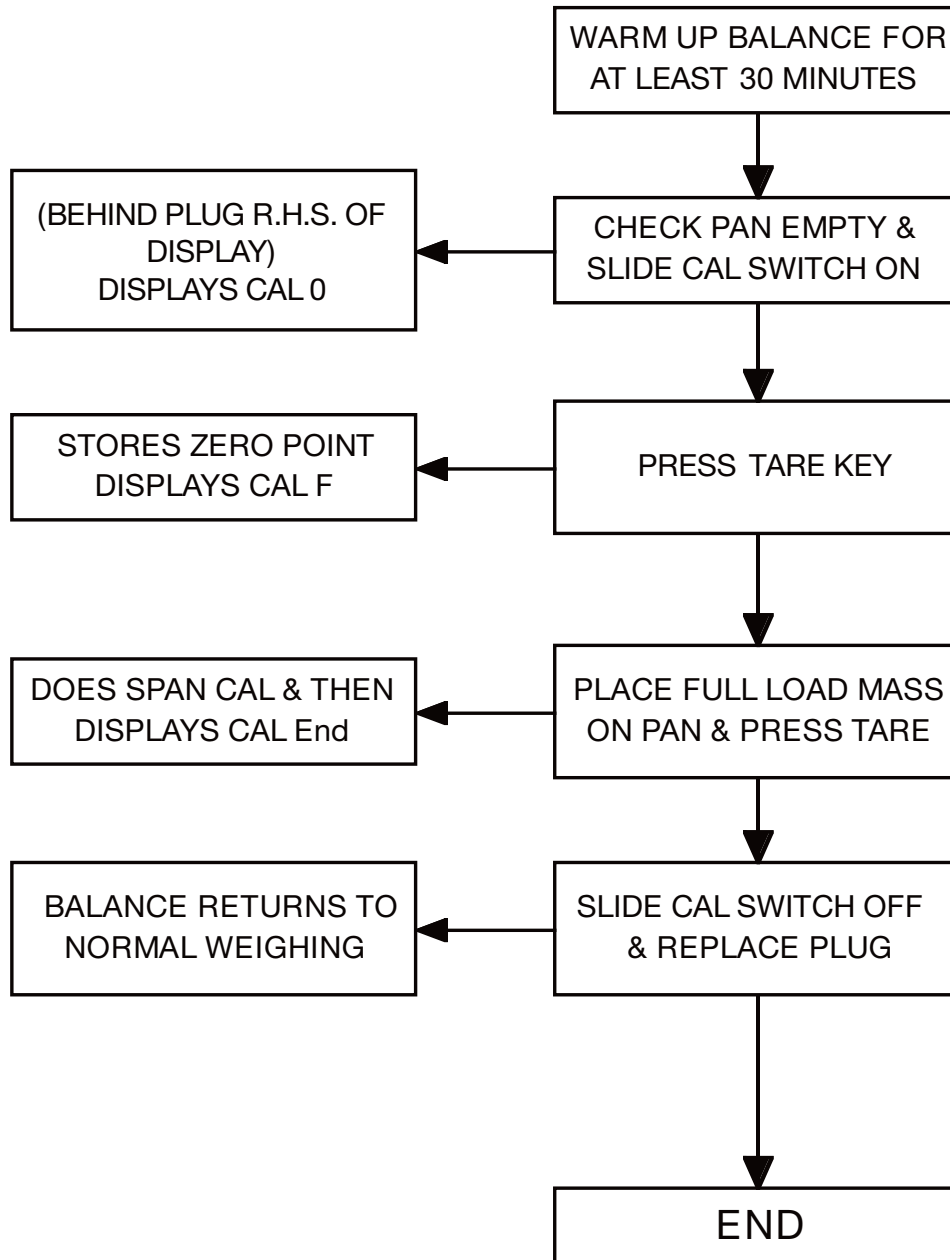 WARM UP BALANCE FOR
AT LEAST 30 MINUTES
(BEHIND PLUG R.H.S. OF
DISPLAY)
DISPLAYS CAL 0
CHECK PAN EMPTY &
SLIDE CAL SWITCH ON
STORES ZERO POINT
DISPLAYS CAL F
PRESS TARE KEY
DOES SPAN CAL & THEN
DISPLAYS CAL End
PLACE FULL LOAD MASS
ON PAN & PRESS TARE
BALANCE RETURNS TO
NORMAL WEIGHING
SLIDE CAL SWITCH OFF
& REPLACE PLUG
END